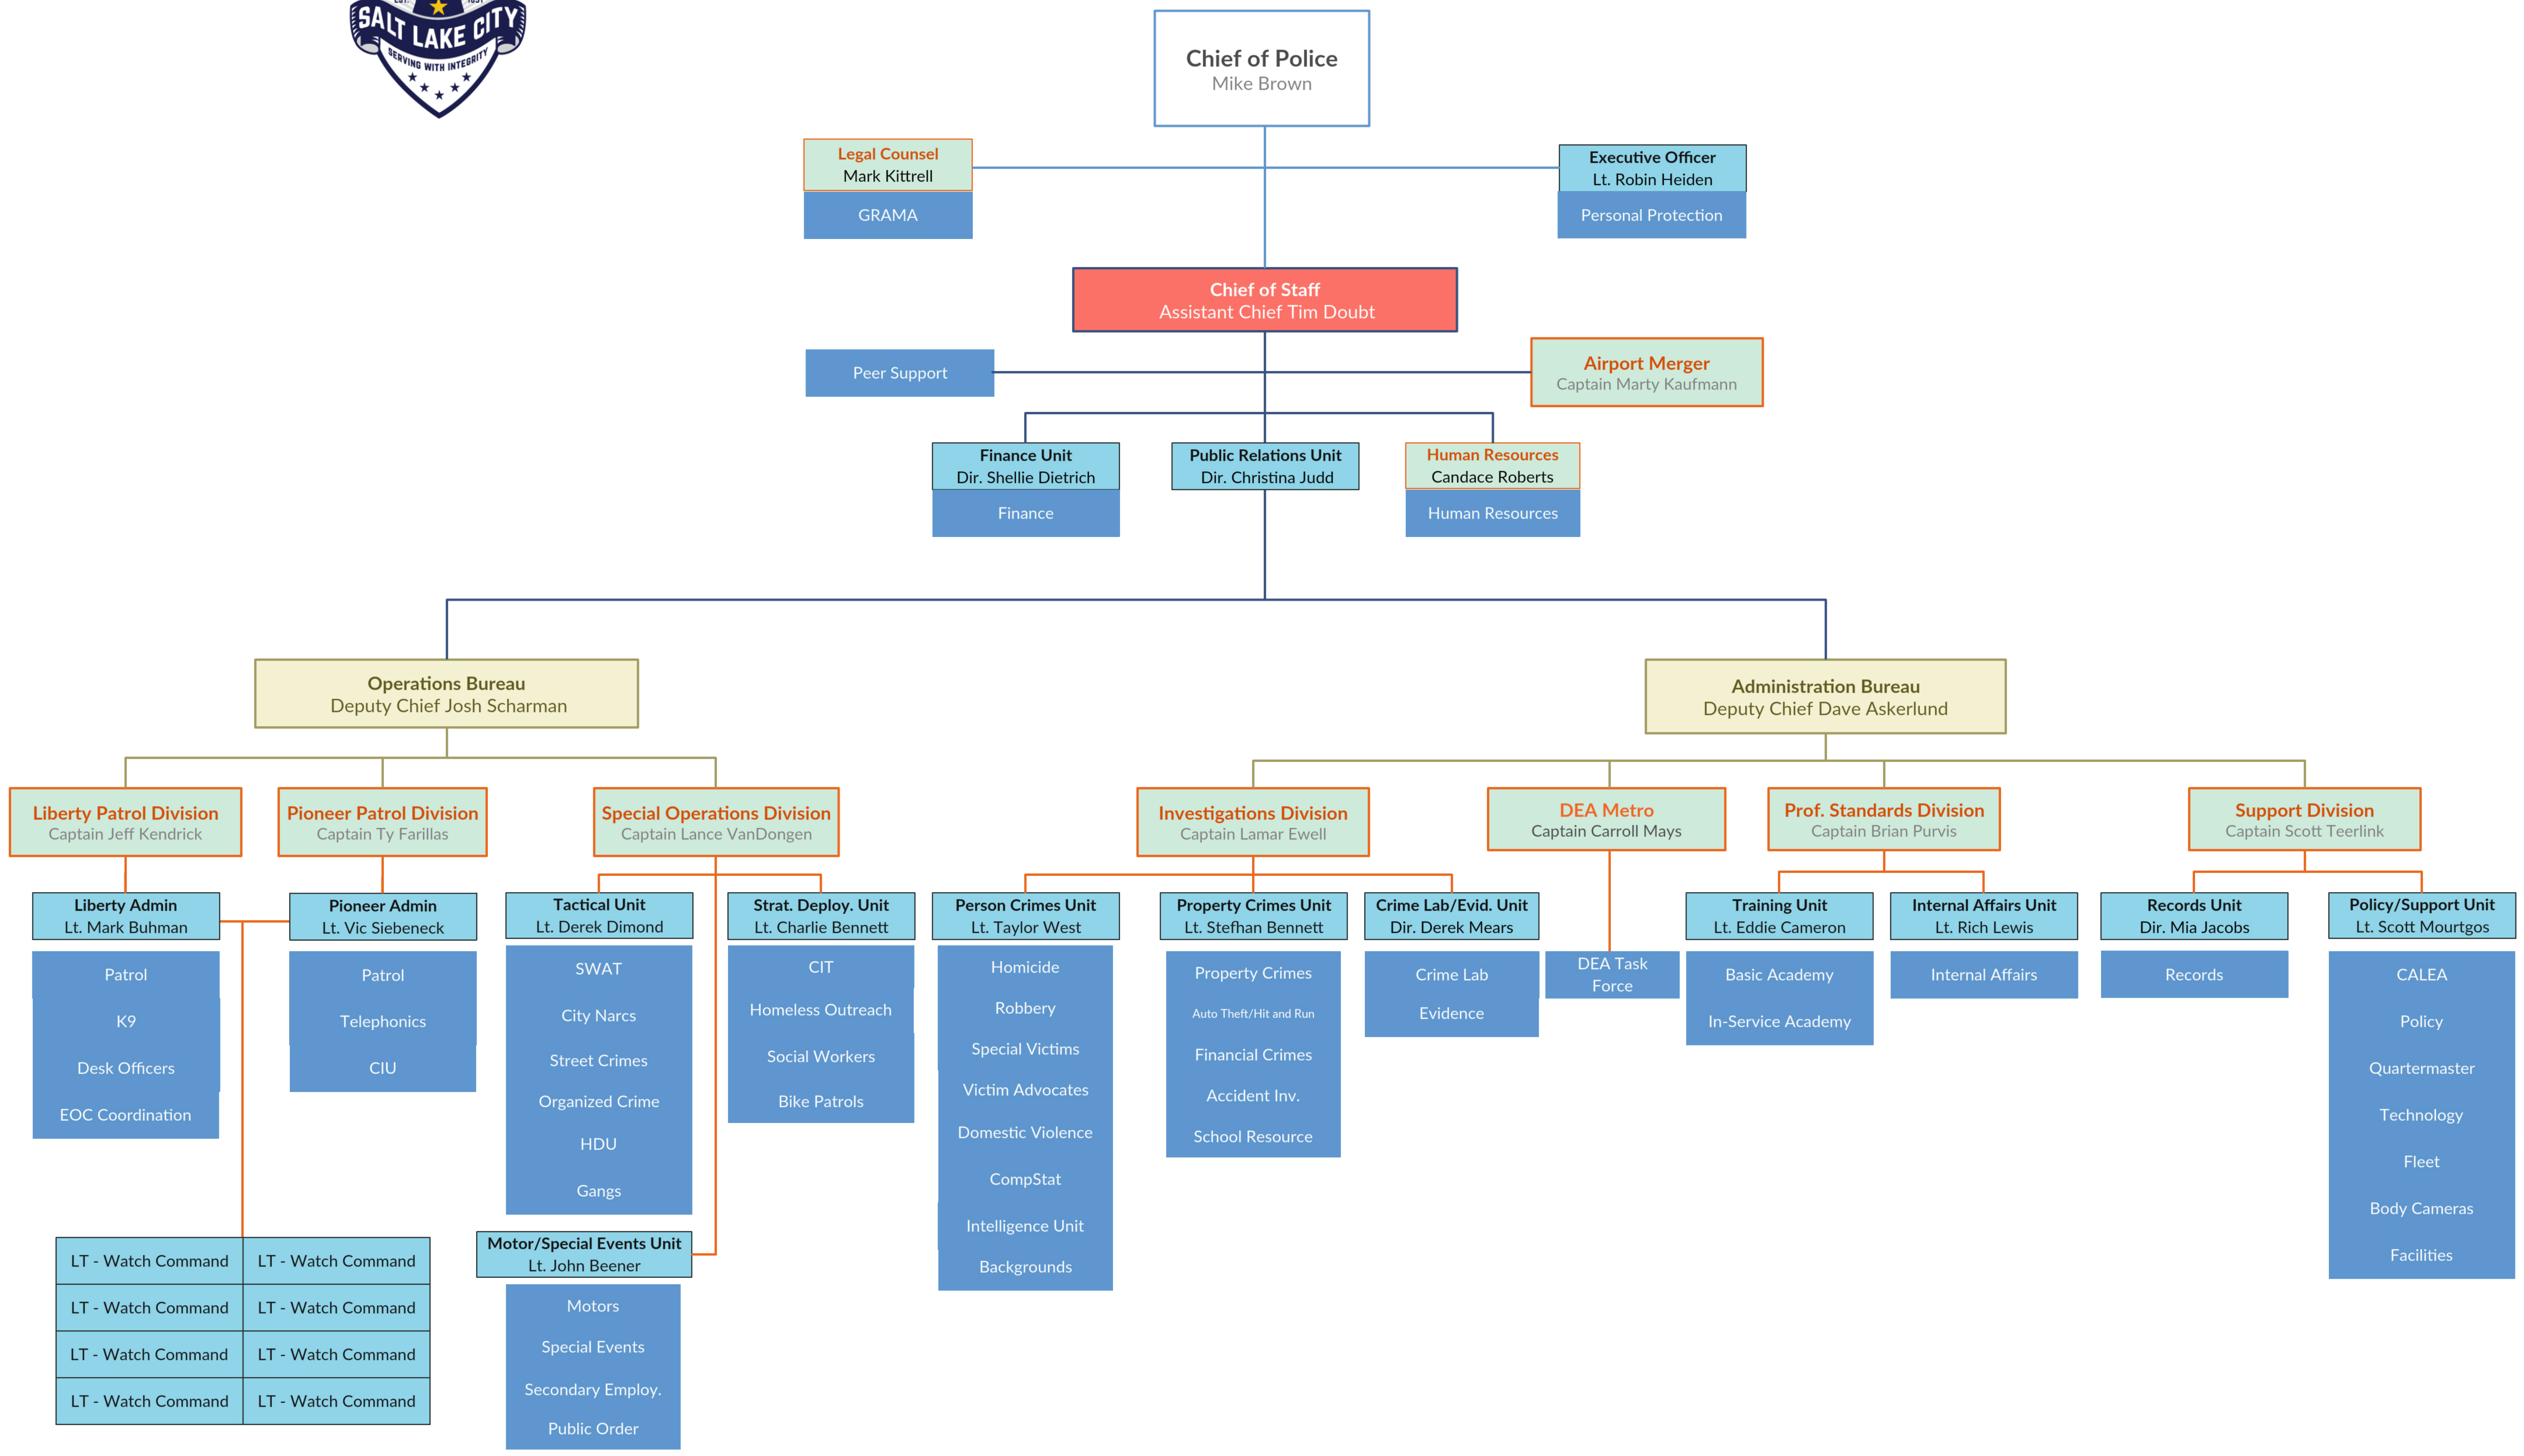 SALT LAKE CITY
SERVING WITH INTEGRITY
Chief of Police
Mike Brown
Legal Counsel
Mark Kittrell
GRAMA
Executive Officer
Lt. Robin Heiden
Personal Protection
Chief of Staff
Assistant Chief Tim Doubt
Peer Support
Airport Merger
Captain Marty Kaufmann
Finance Unit
Dir. Shellie Dietrich
Finance
Public Relations Unit
Dir. Christina Judd
Human Resources
Candace Roberts
Human Resources
Operations Bureau
Deputy Chief Josh Scharman
Administration Bureau
Deputy Chief Dave Askerlund
Liberty Patrol Division
Captain Jeff Kendrick
Pioneer Patrol Division
Captain Ty Farillas
Special Operations Division
Captain Lance VanDongen
Investigations Division
Captain Lamar Ewell
DEA Metro
Captain Carroll Mays
Prof. Standards Division
Captain Brian Purvis
Support Division
Captain Scott Teerlink
Liberty Admin
Lt. Mark Buhman
Patrol
K9
Desk Officers
EOC Coordination
Pioneer Admin
Lt. Vic Siebeneck
Patrol
Telephonics
CIU
LT - Watch Command
LT - Watch Command
LT - Watch Command
LT - Watch Command
LT - Watch Command
LT - Watch Command
LT - Watch Command
LT - Watch Command
Tactical Unit
Lt. Derek Dimond
SWAT
City Narcs
Street Crimes
Organized Crime
HDU
Gangs
Motor/Special Events Unit
Lt. John Beener
Motors
Special Events
Secondary Employ.
Public Order
Strat. Deploy. Unit
Lt. Charlie Bennett
CIT
Homeless Outreach
Social Workers
Bike Patrols
Person Crimes Unit
Lt. Taylor West
Homicide
Robbery
Special Victims
Victim Advocates
Domestic Violence
CompStat
Intelligence Unit
Backgrounds
Property Crimes Unit
Lt. Stefhan Bennett
Property Crimes
Auto Theft/Hit and Run
Financial Crimes
Accident Inv.
School Resource
Crime Lab/Evid. Unit
Dir. Derek Mears
Crime Lab
Evidence
DEA Task
Force
Training Unit
Lt. Eddie Cameron
Basic Academy
In-Service Academy
Internal Affairs Unit
Lt. Rich Lewis
Internal Affairs
Records Unit
Dir. Mia Jacobs
Records
Policy/Support Unit
Lt. Scott Mourtgos
CALEA
Policy
Quartermaster
Technology
Fleet
Body Cameras
Facilities